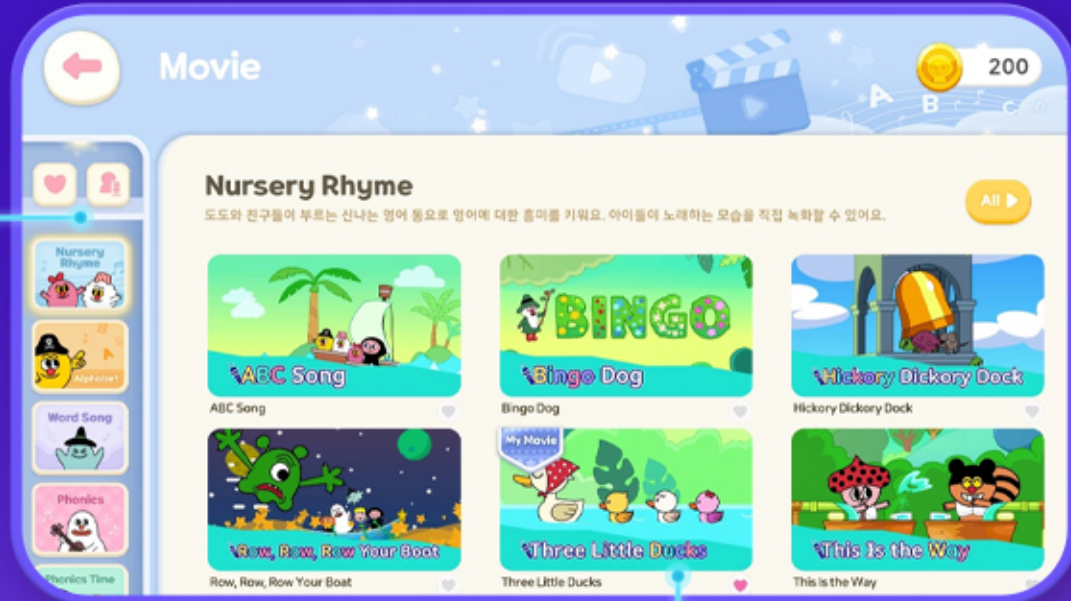 Movie
200
A B C
Nursery Rhyme
도도와 친구들이 부르는 신나는 영어 동요로 영어에 대한 흥미를 키워요. 아이들이 노래하는 모습을 직접 녹화할 수 있어요.
All
Nursery
Rhyme
A
Alphabet
Word Song
Phonics
Phonics Time
ABC Song
ABC Song
BINGO
Bingo Dog
Bingo Dog
Hickory Dickory Dock
Hickory Dickory Dock
Row, Row, Row Your Boat
Row, Row, Row Your Boat
My Movie
Three Little Ducks
Three Little Ducks
This Is the Way
This Is the Way